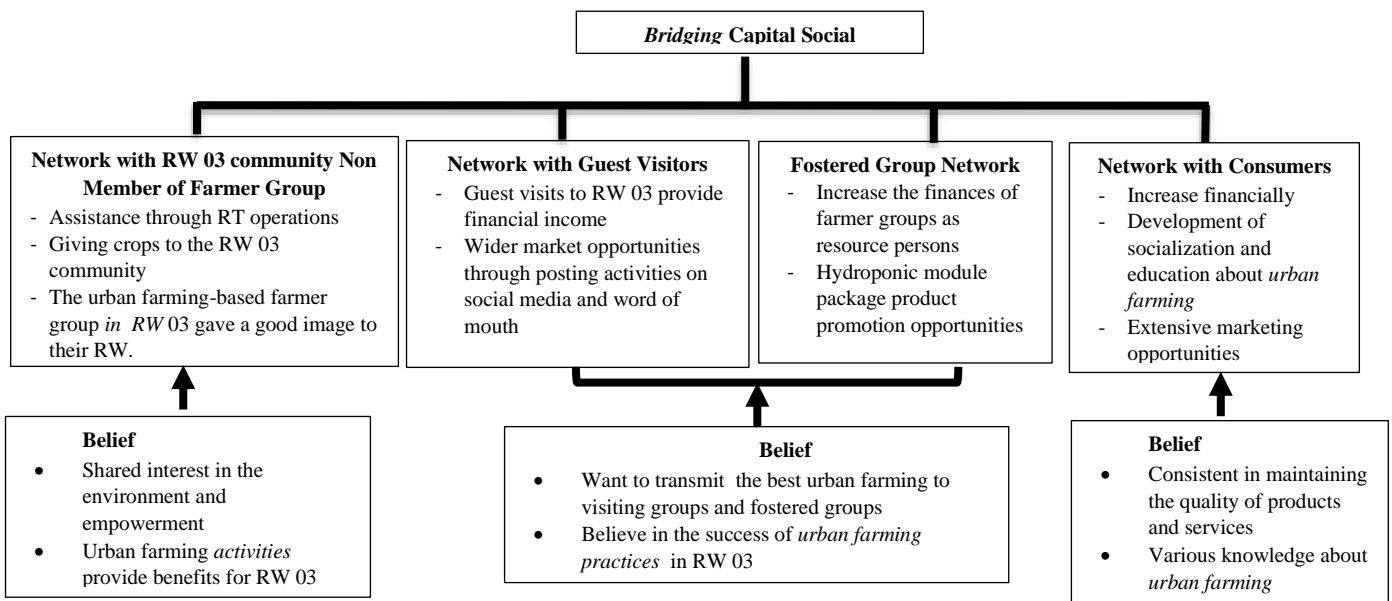 Bridging Capital Social
Network with RW 03 community Non
Member of Farmer Group
- Assistance through RT operations
- Giving crops to the RW 03
community
- The urban farming-based farmer
group in RW 03 gave a good image to
their RW.
Network with Guest Visitors
- Guest visits to RW 03 provide
financial income
- Wider market opportunities
through posting activities on
social media and word of
mouth
Fostered Group Network
- Increase the finances of
farmer groups as
resource persons
- Hydroponic module
package product
promotion opportunities
Network with Consumers
- Increase financially
- Development of
socialization and
education about urban
farming
- Extensive marketing
opportunities
Belief
• Shared interest in the
environment and
empowerment
• Urban farming activities
provide benefits for RW 03
Belief
• Want to transmit the best urban farming to
visiting groups and fostered groups
• Believe in the success of urban farming
practices in RW 03
Belief
• Consistent in maintaining
the quality of products
and services
• Various knowledge about
urban farming